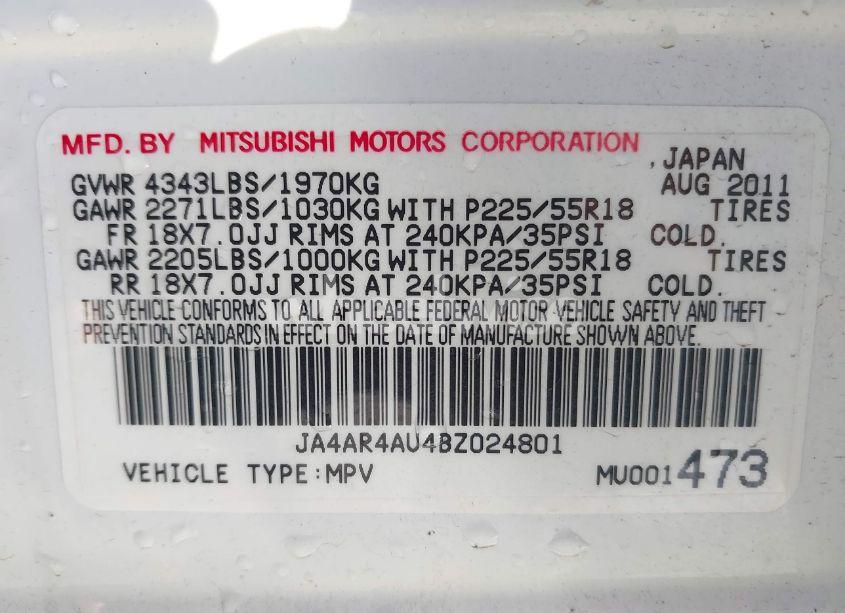 MFD. BY MITSUBISHI MOTORS CORPORATION
, JAPAN
GVWR 4343LBS/1970KG AUG 2011
GAWR 2271LBS/1030KG WITH P225/55R18 TIRES
FR 18X7.0JJ RIMS AT 240KPA/35PSI COLD.
GAWR 2205LBS/1000KG WITH P225/55R18 TIRES
RR 18X7.0JJ RIMS AT 240KPA/35PSI COLD.
THIS VEHICLE CONFORMS TO ALL APPLICABLE FEDERAL MOTOR VEHICLE SAFETY AND THEFT
PREVENTION STANDARDS IN EFFECT ON THE DATE OF MANUFACTURE SHOWN ABOVE.
JA4AR4AU4BZ024801
VEHICLE TYPE:MPV MU001473